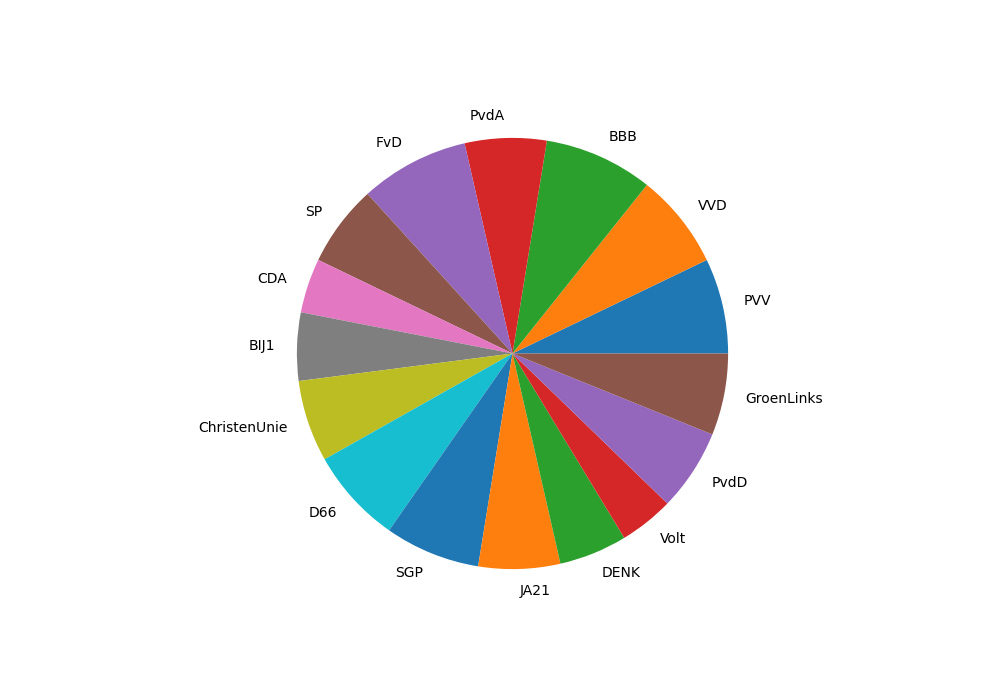 PvdA
BBB
FvD
VVD
SP
CDA
PVV
BIJ1
GroenLinks
ChristenUnie
PvdD
D66
Volt
SGP
DENK
JA21